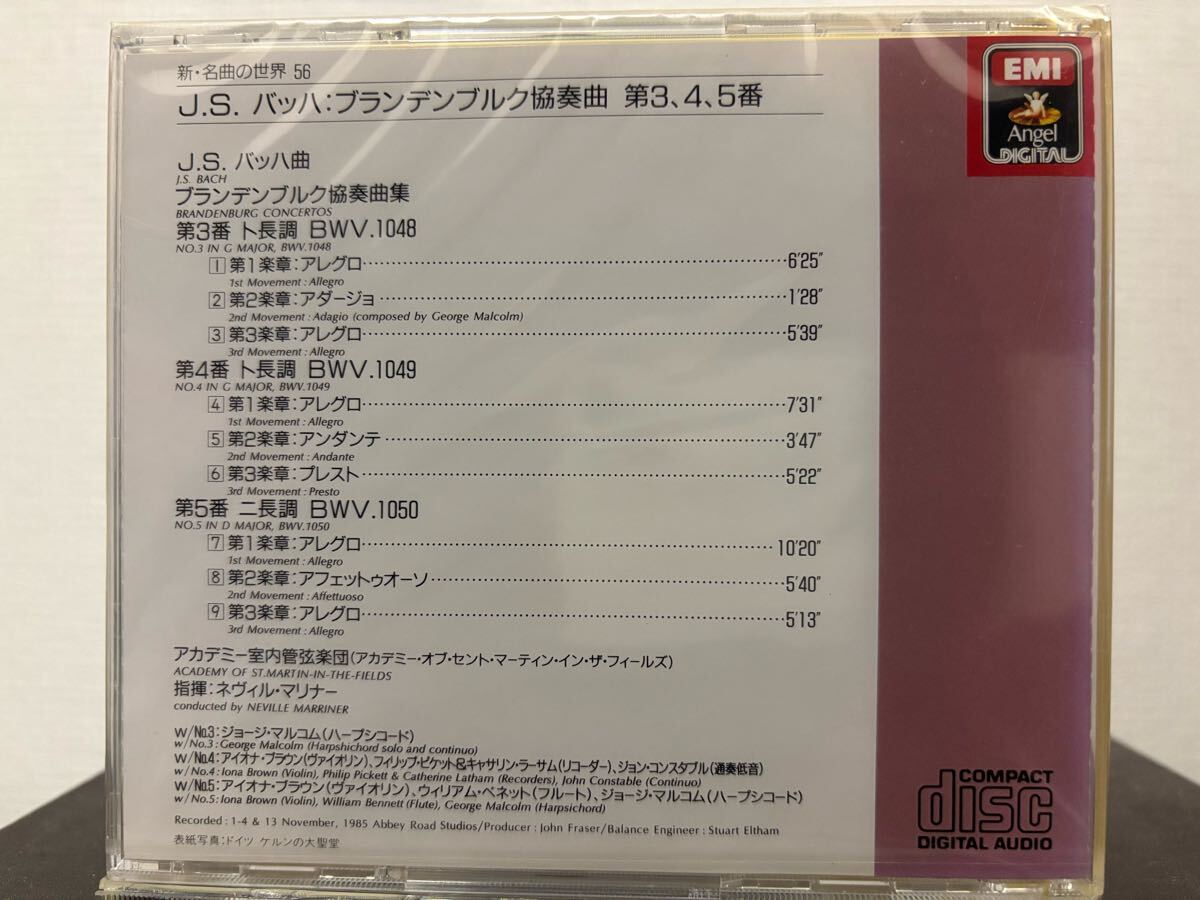 新・名曲の世界 56
J.S. バッハ：ブランデンブルク協奏曲 第3、4、5番
EMI
Angel
DIGITAL
J.S. バッハ曲
J.S. BACH
ブランデンブルク協奏曲集
BRANDENBURG CONCERTOS
第3番 ト長調 BWV.1048
NO.3 IN G MAJOR, BWV.1048
1 第1楽章：アレグロ 6'25"
1st Movement : Allegro
2 第2楽章：アダージョ 1'28"
2nd Movement : Adagio (composed by George Malcolm)
3 第3楽章：アレグロ 5'39"
3rd Movement : Allegro
第4番 ト長調 BWV.1049
NO.4 IN G MAJOR, BWV.1049
4 第1楽章：アレグロ 7'31"
1st Movement : Allegro
5 第2楽章：アンダンテ 3'47"
2nd Movement : Andante
6 第3楽章：プレスト 5'22"
3rd Movement : Presto
第5番 ニ長調 BWV.1050
NO.5 IN D MAJOR, BWV.1050
7 第1楽章：アレグロ 10'20"
1st Movement : Allegro
8 第2楽章：アフェットゥオーソ 5'40"
2nd Movement : Affettuoso
9 第3楽章：アレグロ 5'13"
3rd Movement : Allegro
アカデミー室内管弦楽団(アカデミー・オブ・セント・マーティン・イン・ザ・フィールズ)
ACADEMY OF ST.MARTIN-IN-THE-FIELDS
指揮：ネヴィル・マリナー
conducted by NEVILLE MARRINER
w/No.3：ジョージ・マルコム(ハープシコード)
w/No.3 : George Malcolm (Harpshichord solo and continuo)
w/No.4：アイオナ・ブラウン(ヴァイオリン)、フィリップ・ピケット&キャサリン・ラーサム(リコーダー)、ジョン・コンスタブル(通奏低音)
w/No.4 : Iona Brown (Violin), Philip Pickett & Catherine Latham (Recorders), John Constable (Continuo)
w/No.5：アイオナ・ブラウン(ヴァイオリン)、ウィリアム・ベネット(フルート)、ジョージ・マルコム(ハープシコード)
w/No.5 : Iona Brown (Violin), William Bennett (Flute), George Malcolm (Harpsichord)
Recorded : 1-4 & 13 November, 1985 Abbey Road Studios/Producer : John Fraser/Balance Engineer : Stuart Eltham
表紙写真：ドイツ ケルンの大聖堂
COMPACT
disc
DIGITAL AUDIO